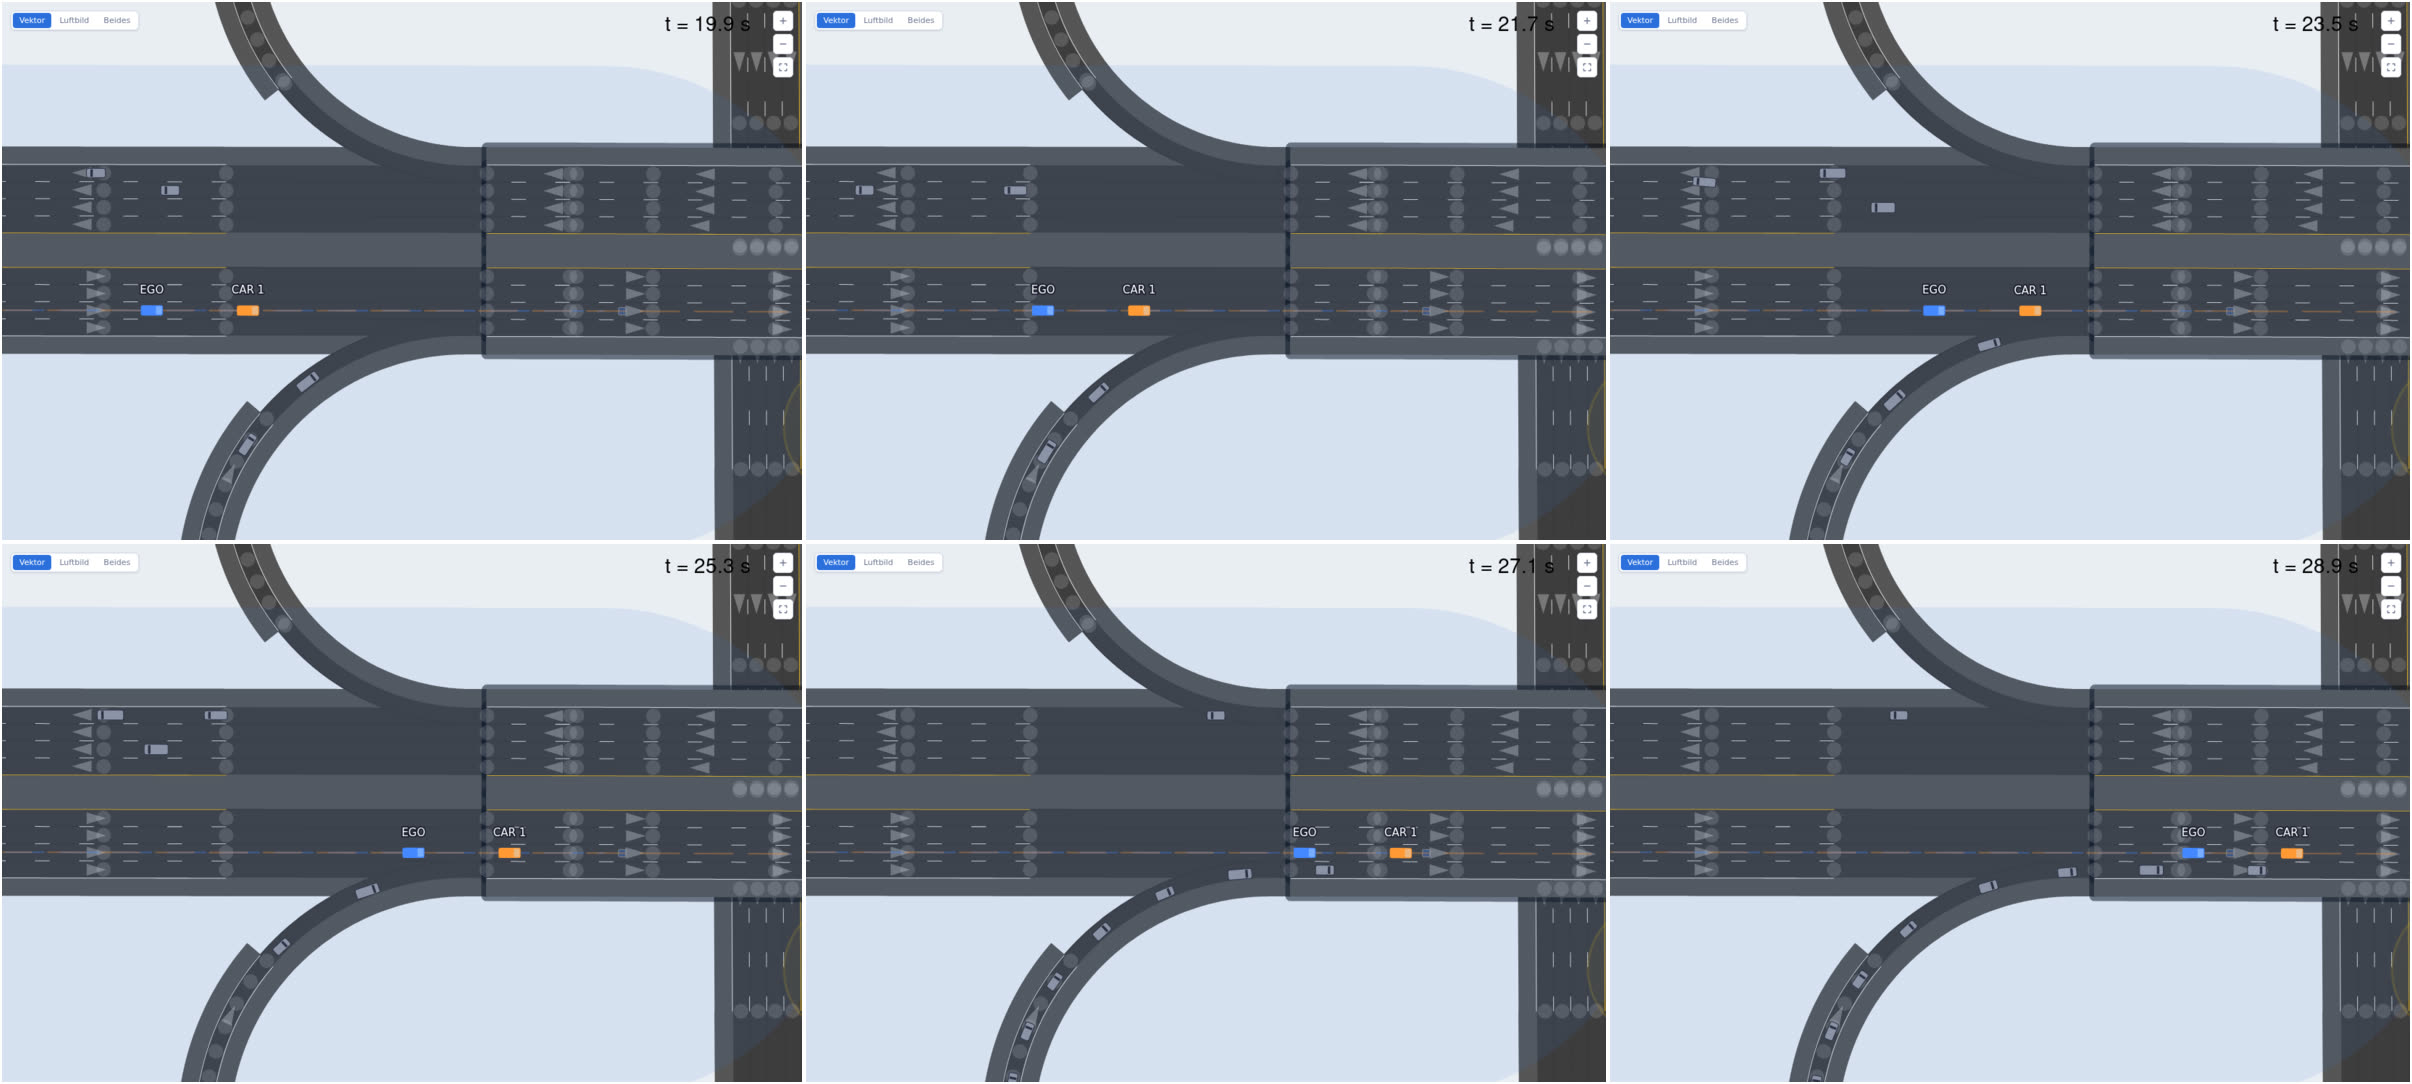 Vektor Luftbild Beides t = 19.9 s +
−
EGO CAR 1
Vektor Luftbild Beides t = 21.7 s +
−
EGO CAR 1
Vektor Luftbild Beides t = 23.5 s +
−
EGO CAR 1
Vektor Luftbild Beides t = 25.3 s +
−
EGO CAR 1
Vektor Luftbild Beides t = 27.1 s +
−
EGO CAR 1
Vektor Luftbild Beides t = 28.9 s +
−
EGO CAR 1